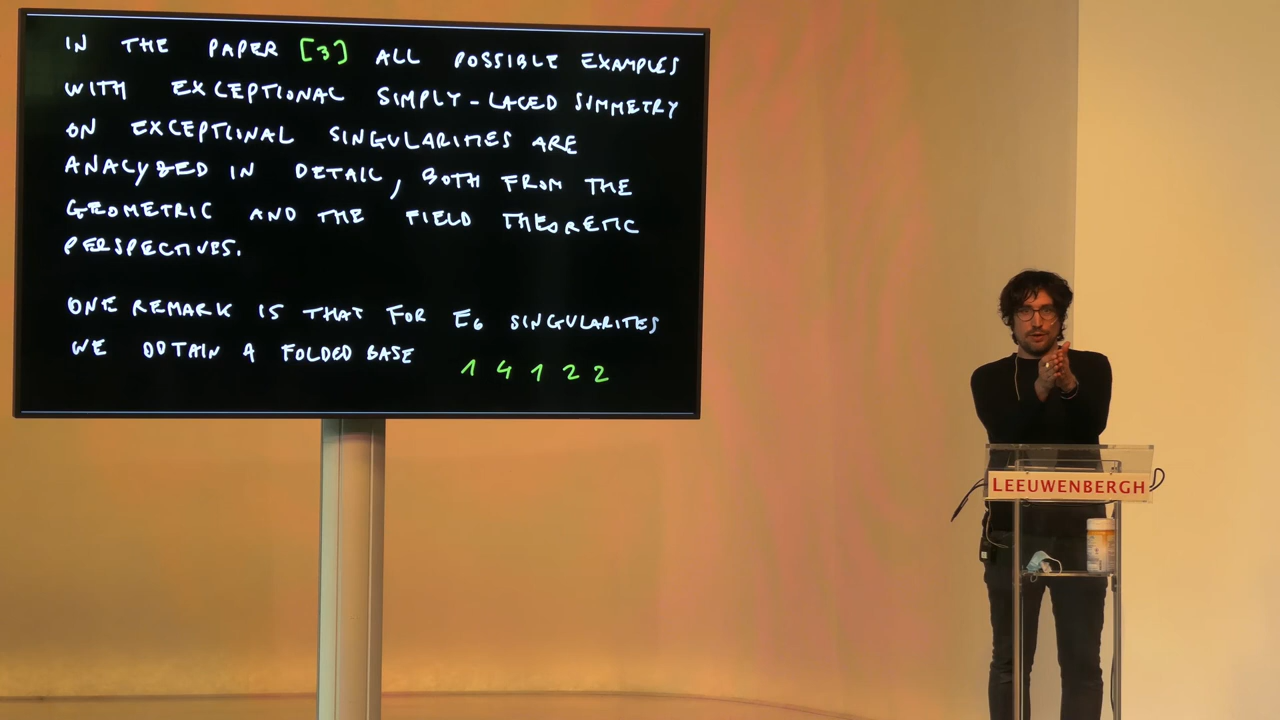 IN THE PAPER [3] ALL POSSIBLE EXAMPLES
WITH EXCEPTIONAL SIMPLY-LACED SYMMETRY
ON EXCEPTIONAL SINGULARITIES ARE
ANALYZED IN DETAIL, BOTH FROM THE
GEOMETRIC AND THE FIELD THEORETIC
PERSPECTIVES.
ONE REMARK IS THAT FOR E6 SINGULARITES
WE OBTAIN A FOLDED BASE 1 4 1 2 2
LEEUWENBERGH